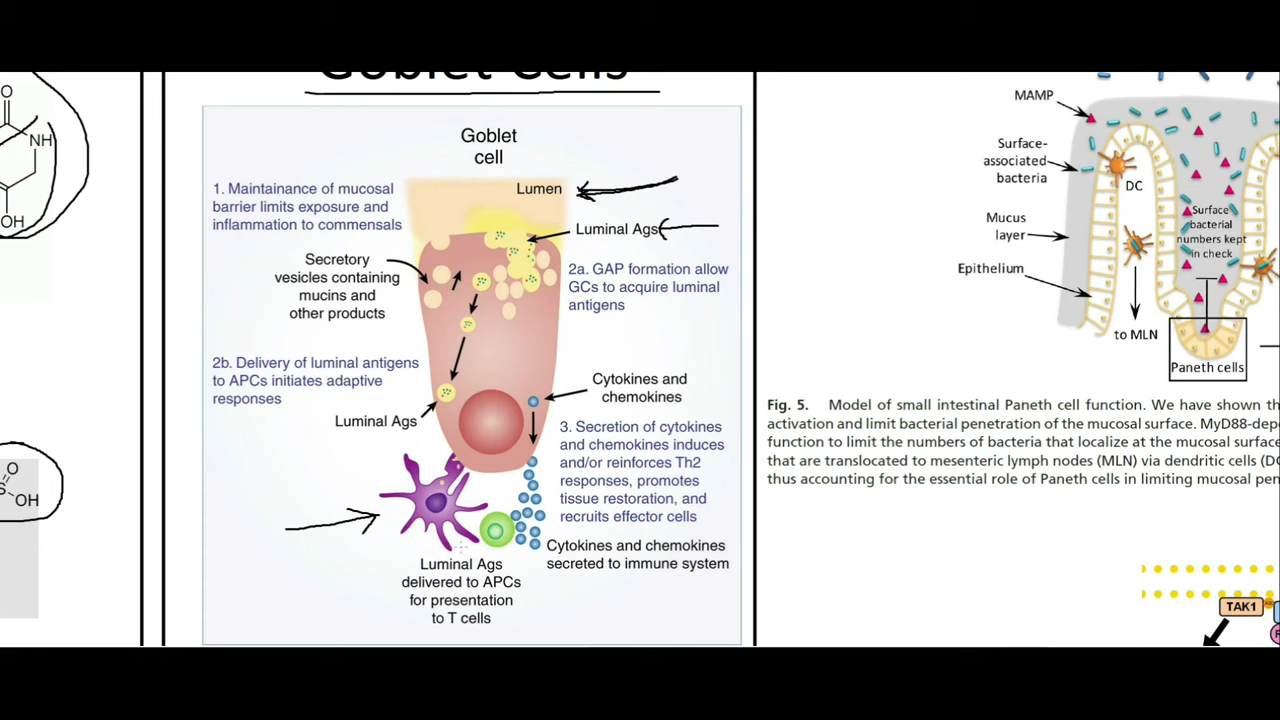 O
NH
OH
O
S
OH
Goblet Cells
Goblet
cell
1. Maintainance of mucosal
barrier limits exposure and
inflammation to commensals
Lumen
Luminal Ags
Secretory
vesicles containing
mucins and
other products
2a. GAP formation allow
GCs to acquire luminal
antigens
2b. Delivery of luminal antigens
to APCs initiates adaptive
responses
Luminal Ags
Cytokines and
chemokines
3. Secretion of cytokines
and chemokines induces
and/or reinforces Th2
responses, promotes
tissue restoration, and
recruits effector cells
Cytokines and chemokines
secreted to immune system
Luminal Ags
delivered to APCs
for presentation
to T cells
MAMP
Surface-
associated
bacteria
DC
Mucus
layer
Surface
bacterial
numbers kept
in check
Epithelium
to MLN
Paneth cells
Fig. 5. Model of small intestinal Paneth cell function. We have shown th
activation and limit bacterial penetration of the mucosal surface. MyD88-dep
function to limit the numbers of bacteria that localize at the mucosal surface
that are translocated to mesenteric lymph nodes (MLN) via dendritic cells (DC
thus accounting for the essential role of Paneth cells in limiting mucosal pen
TAK1